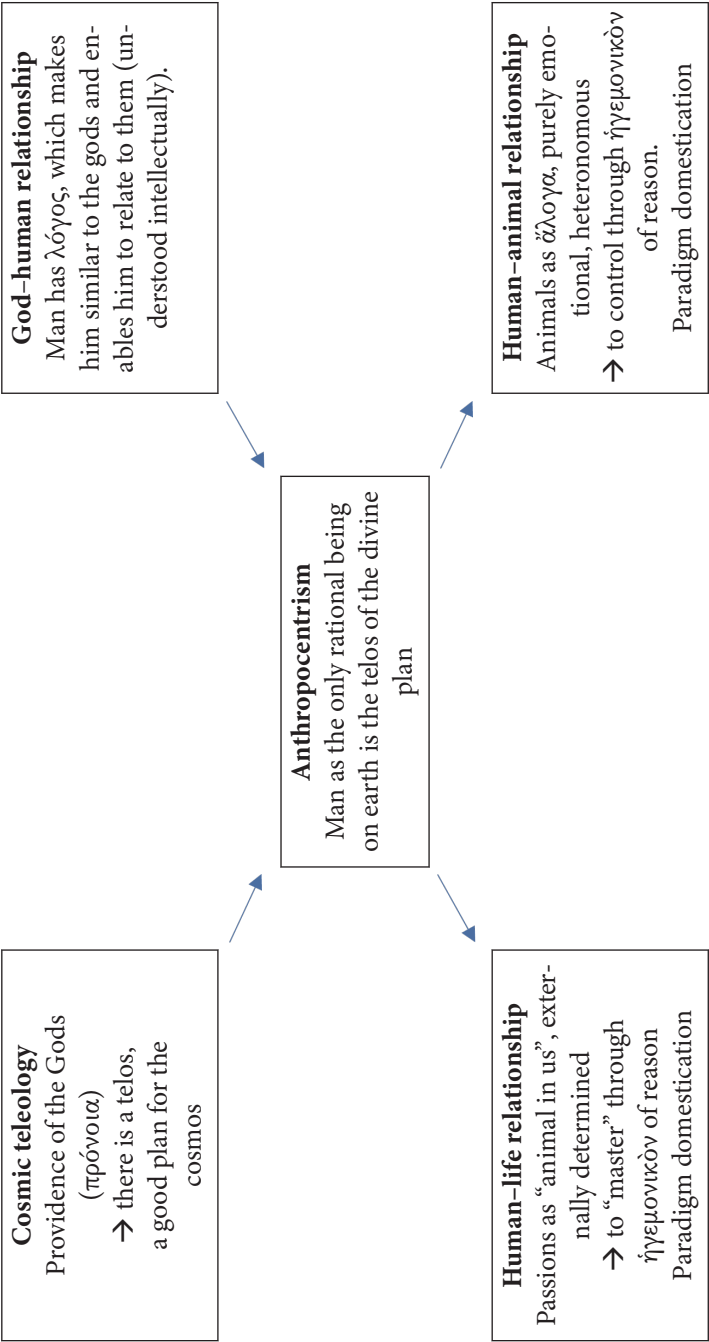 Cosmic teleology
Providence of the Gods
(πρόνοια)
→ there is a telos,
a good plan for the
cosmos
God–human relationship
Man has λόγος, which makes
him similar to the gods and en-
ables him to relate to them (un-
derstood intellectually).
Anthropocentrism
Man as the only rational being
on earth is the telos of the divine
plan
Human–life relationship
Passions as “animal in us”, exter-
nally determined
→ to “master” through
ἡγεμονικὸν of reason
Paradigm domestication
Human–animal relationship
Animals as ἄλογα, purely emo-
tional, heteronomous
→ to control through ἡγεμονικὸν
of reason.
Paradigm domestication